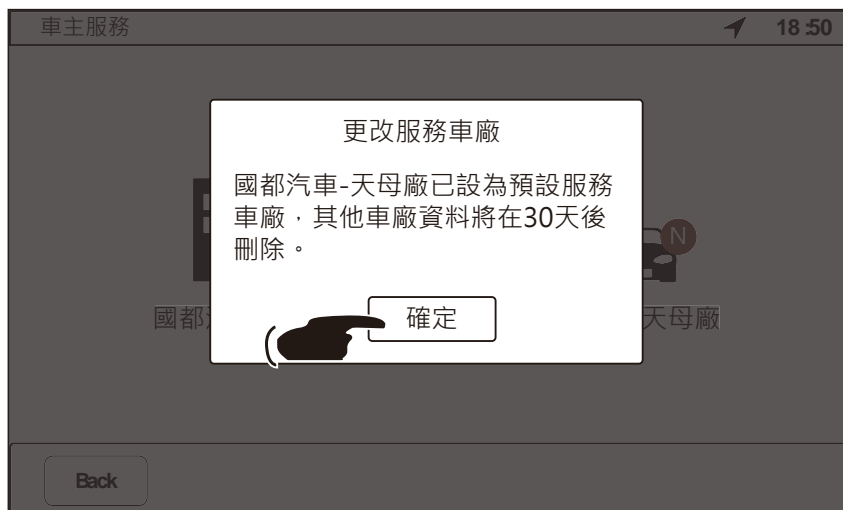 車主服務
18:50
更改服務車廠
國都汽車-天母廠已設為預設服務
車廠，其他車廠資料將在30天後
刪除。
N
確定
國都
天母廠
Back